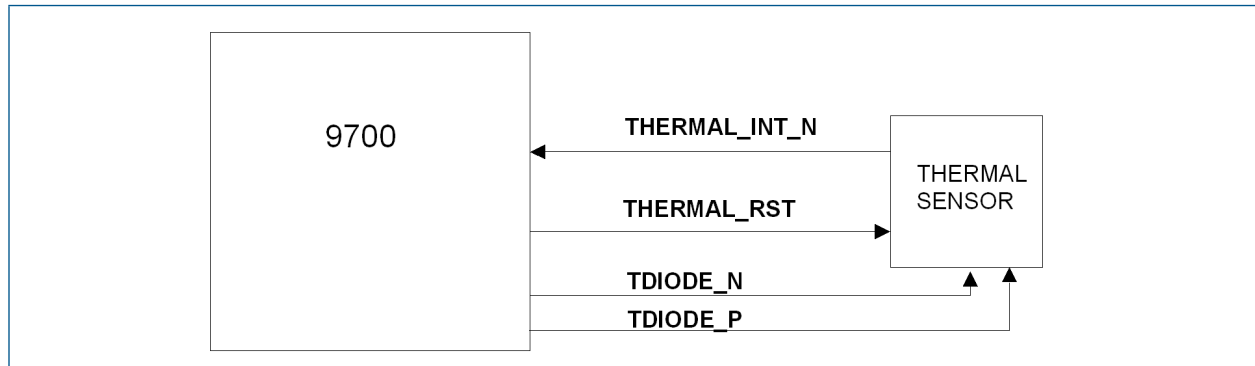 9700
THERMAL_INT_N
THERMAL
SENSOR
THERMAL_RST
TDIODE_N
TDIODE_P